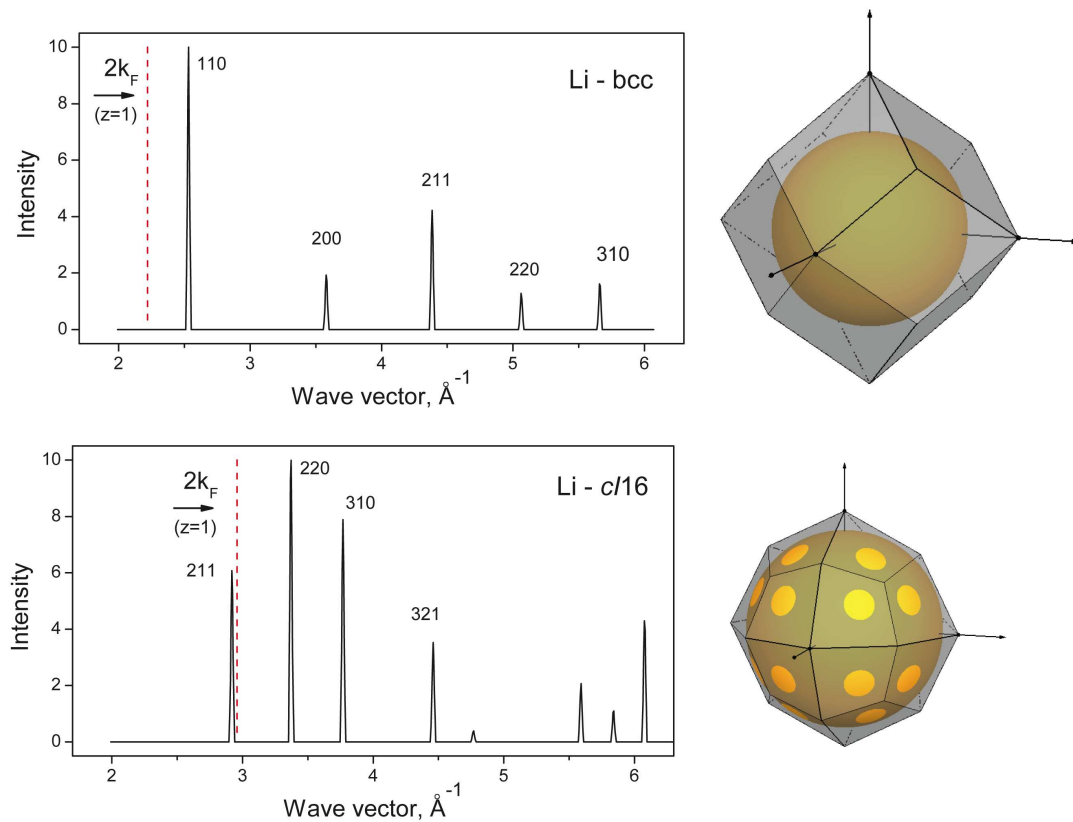 10
8
6
4
2
0
Intensity
2k_F
(z=1)
110
200
211
220
310
Li - bcc
2 3 4 5 6
Wave vector, Å⁻¹
10
8
6
4
2
0
Intensity
2k_F
(z=1)
211
220
310
321
Li - cI16
2 3 4 5 6
Wave vector, Å⁻¹